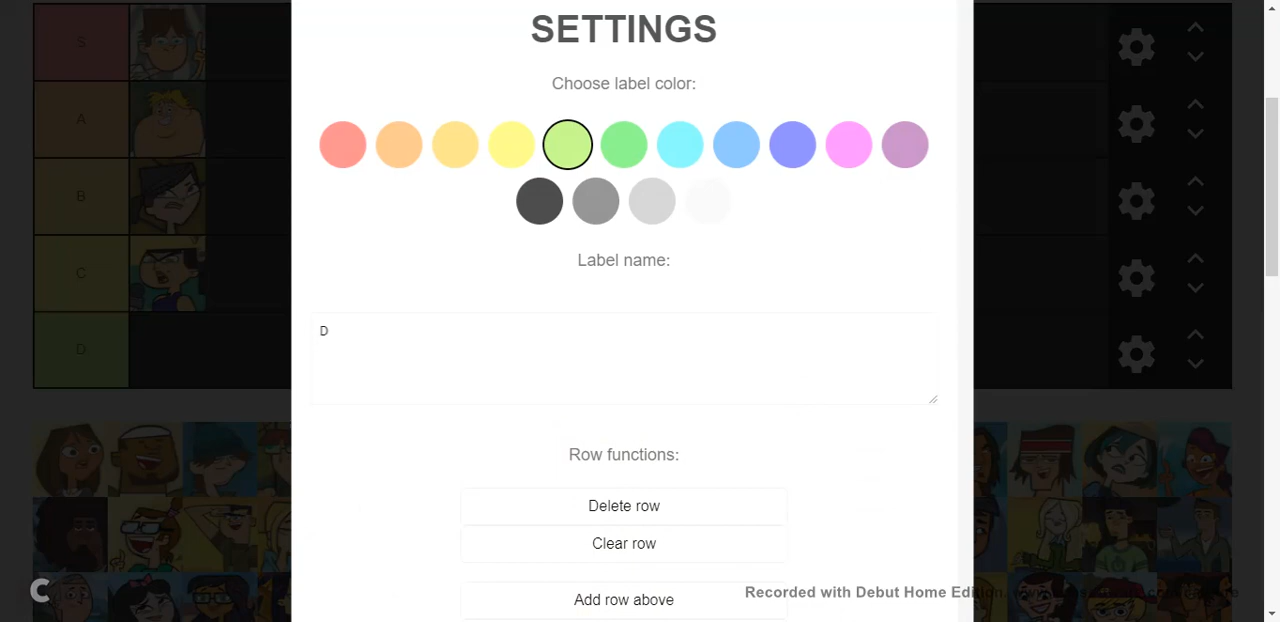 SETTINGS
Choose label color:
S
A
B
C
D
Label name:
D
Row functions:
Delete row
Clear row
Add row above
C
Recorded with Debut Home Edition.